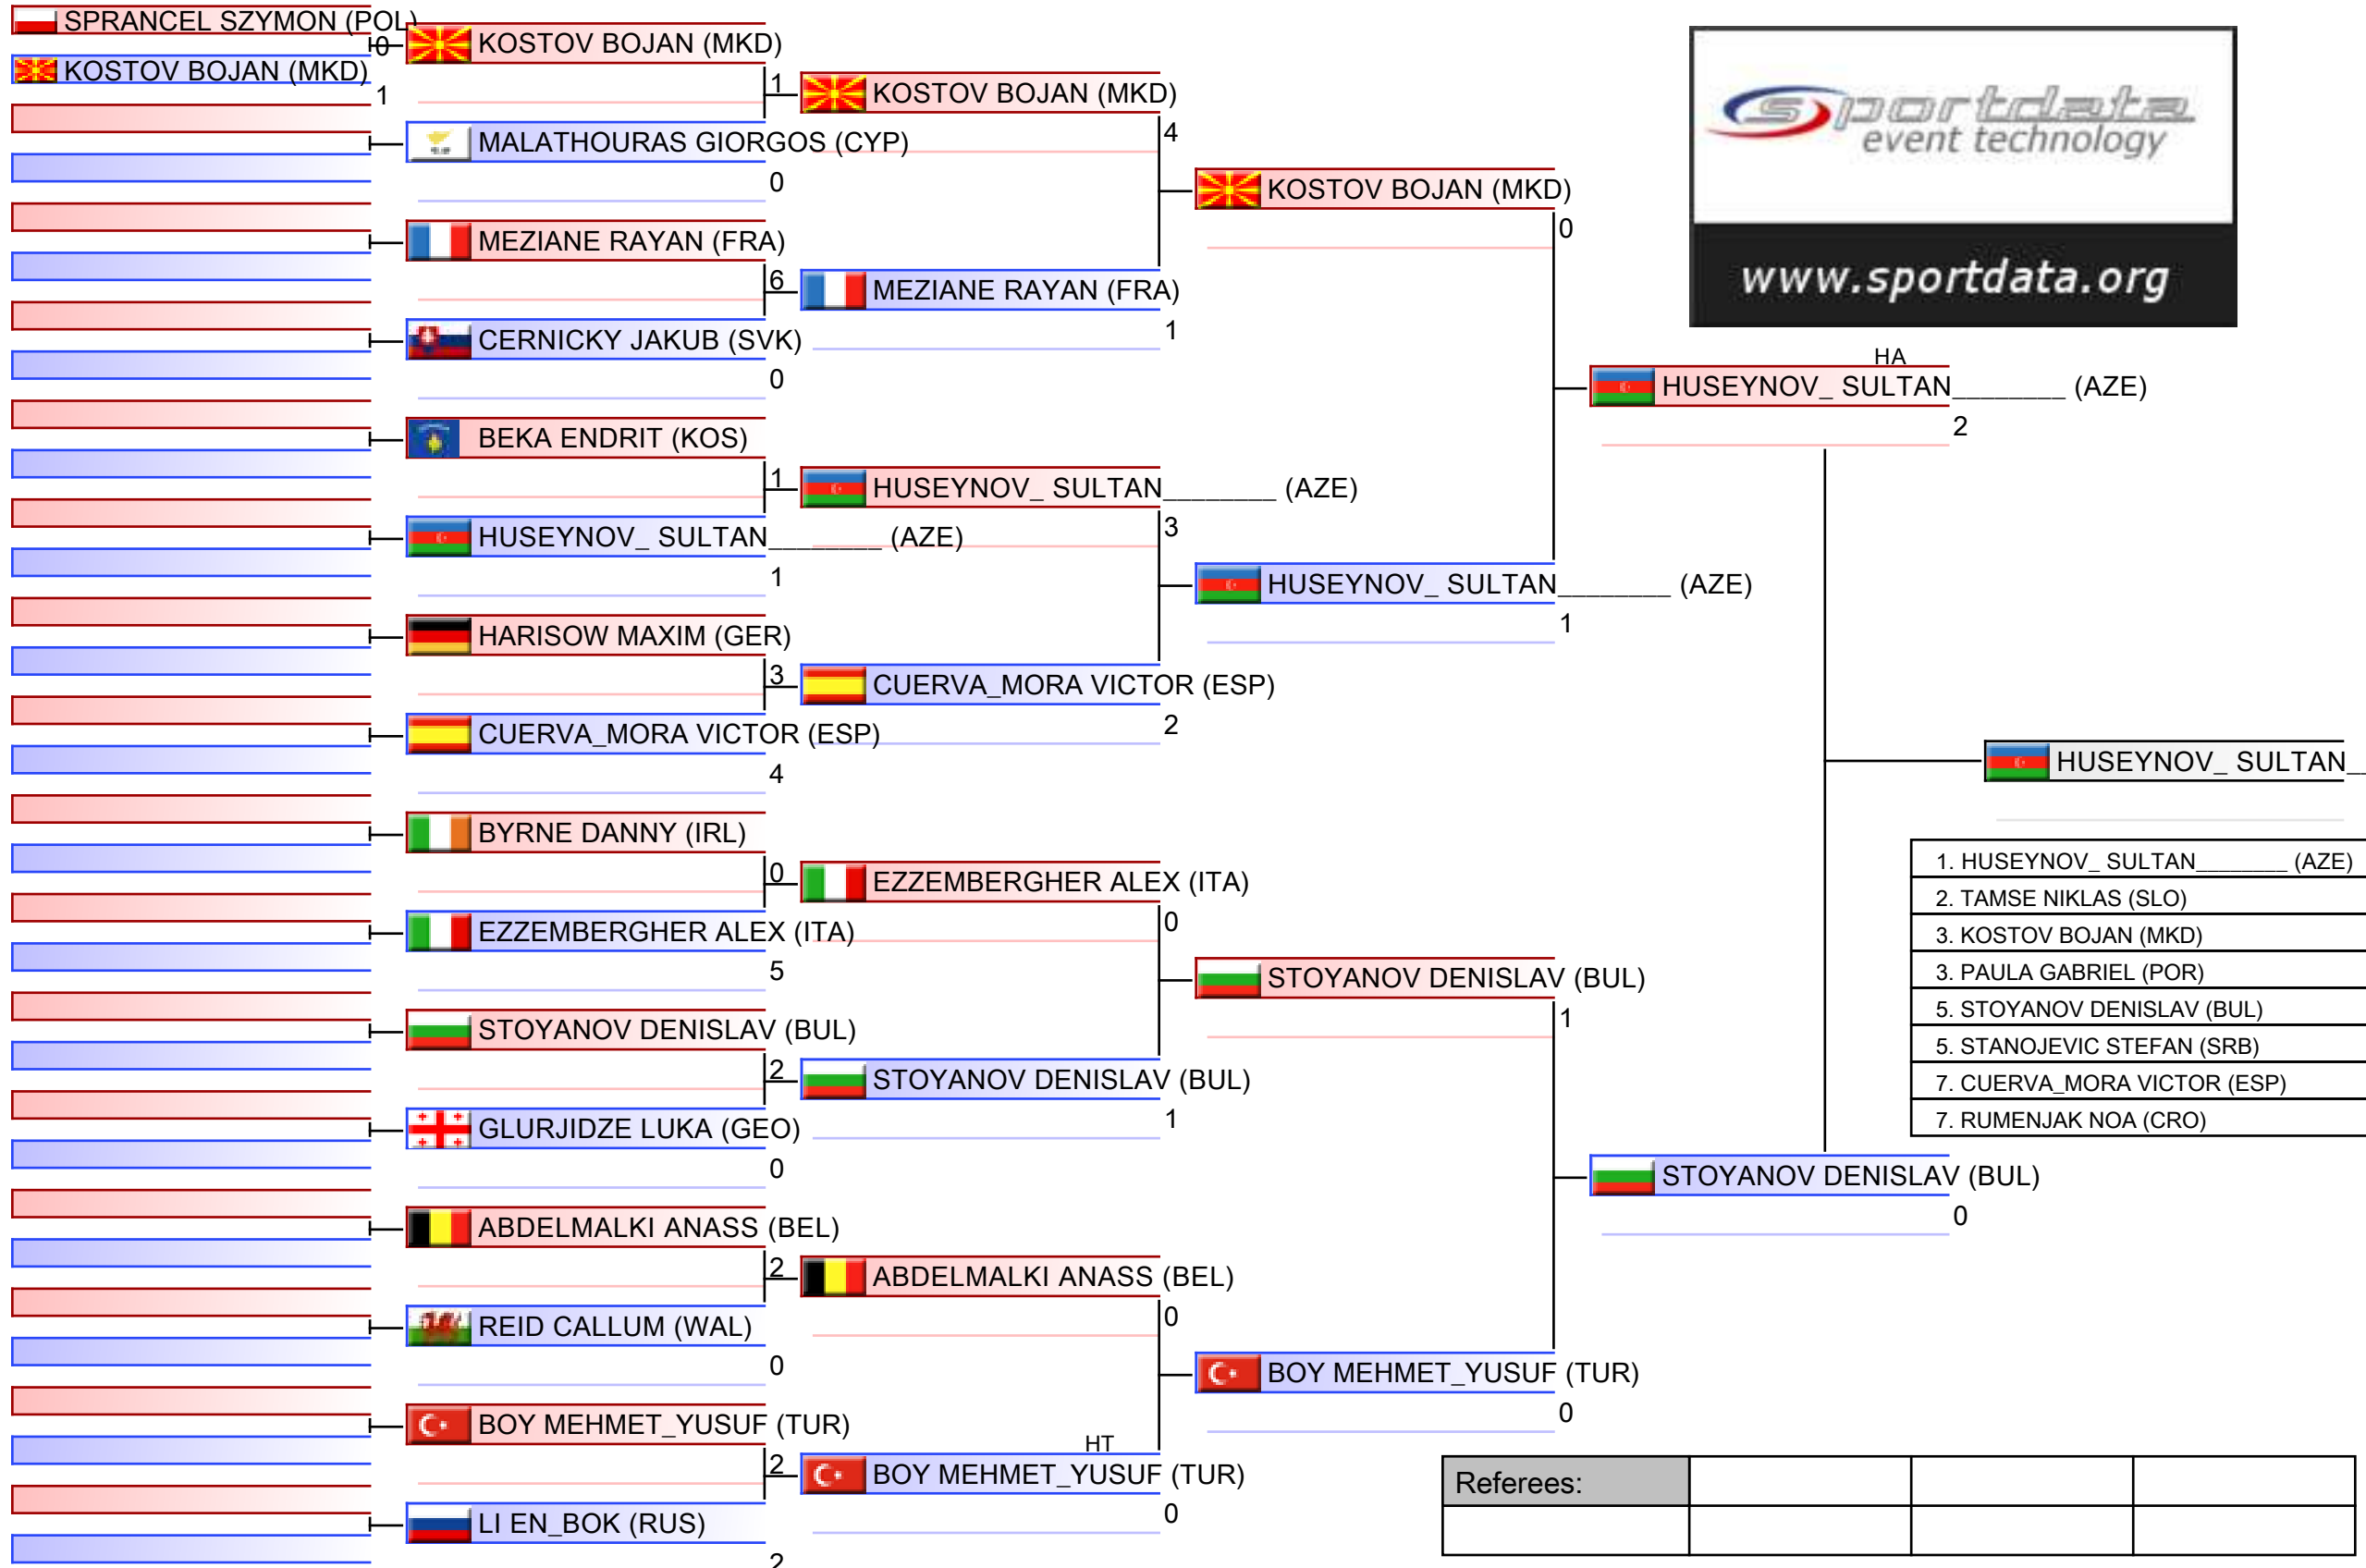 SPRANCEL SZYMON (POL)
0
KOSTOV BOJAN (MKD)
1
KOSTOV BOJAN (MKD)
1
MALATHOURAS GIORGOS (CYP)
0
MEZIANE RAYAN (FRA)
6
CERNICKY JAKUB (SVK)
0
BEKA ENDRIT (KOS)
1
HUSEYNOV_ SULTAN________ (AZE)
1
HARISOW MAXIM (GER)
3
CUERVA_MORA VICTOR (ESP)
4
BYRNE DANNY (IRL)
0
EZZEMBERGHER ALEX (ITA)
5
STOYANOV DENISLAV (BUL)
2
GLURJIDZE LUKA (GEO)
0
ABDELMALKI ANASS (BEL)
2
REID CALLUM (WAL)
0
BOY MEHMET_YUSUF (TUR)
2
LI EN_BOK (RUS)
2
KOSTOV BOJAN (MKD)
4
MEZIANE RAYAN (FRA)
1
HUSEYNOV_ SULTAN________ (AZE)
3
CUERVA_MORA VICTOR (ESP)
2
EZZEMBERGHER ALEX (ITA)
0
STOYANOV DENISLAV (BUL)
1
ABDELMALKI ANASS (BEL)
0
HT
BOY MEHMET_YUSUF (TUR)
0
KOSTOV BOJAN (MKD)
0
HUSEYNOV_ SULTAN________ (AZE)
1
STOYANOV DENISLAV (BUL)
1
BOY MEHMET_YUSUF (TUR)
0
sportdata
event technology
www.sportdata.org
HA
HUSEYNOV_ SULTAN________ (AZE)
2
STOYANOV DENISLAV (BUL)
0
HUSEYNOV_ SULTAN__
1. HUSEYNOV_ SULTAN________ (AZE)
2. TAMSE NIKLAS (SLO)
3. KOSTOV BOJAN (MKD)
3. PAULA GABRIEL (POR)
5. STOYANOV DENISLAV (BUL)
5. STANOJEVIC STEFAN (SRB)
7. CUERVA_MORA VICTOR (ESP)
7. RUMENJAK NOA (CRO)
Referees: